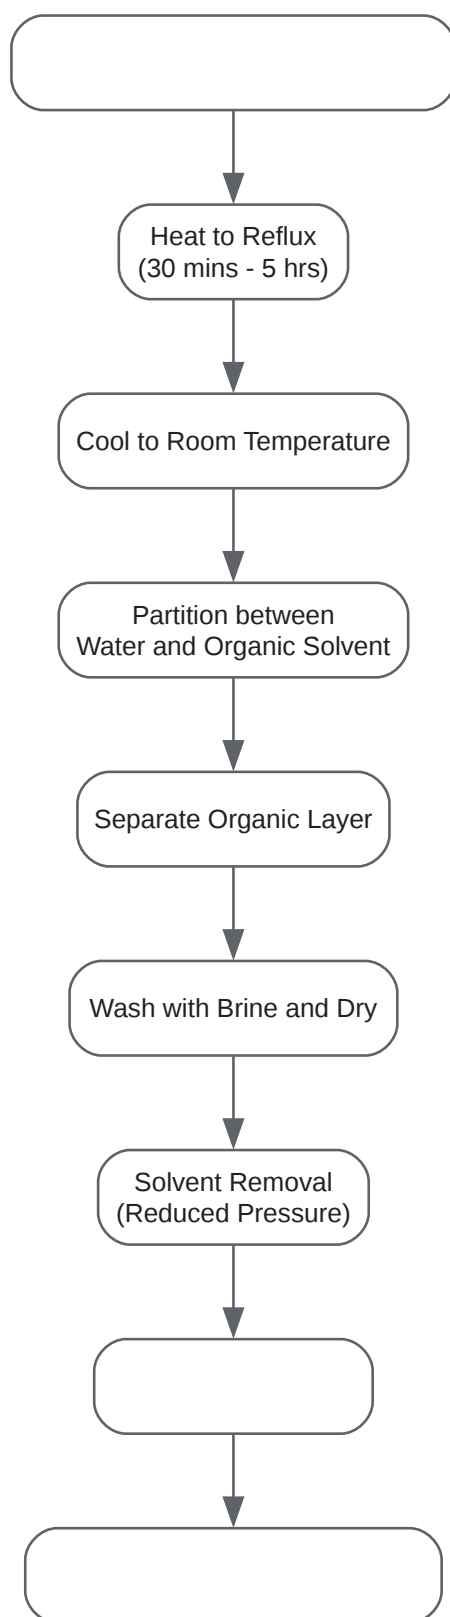 Heat to Reflux
(30 mins - 5 hrs)
Cool to Room Temperature
Partition between
Water and Organic Solvent
Separate Organic Layer
Wash with Brine and Dry
Solvent Removal
(Reduced Pressure)